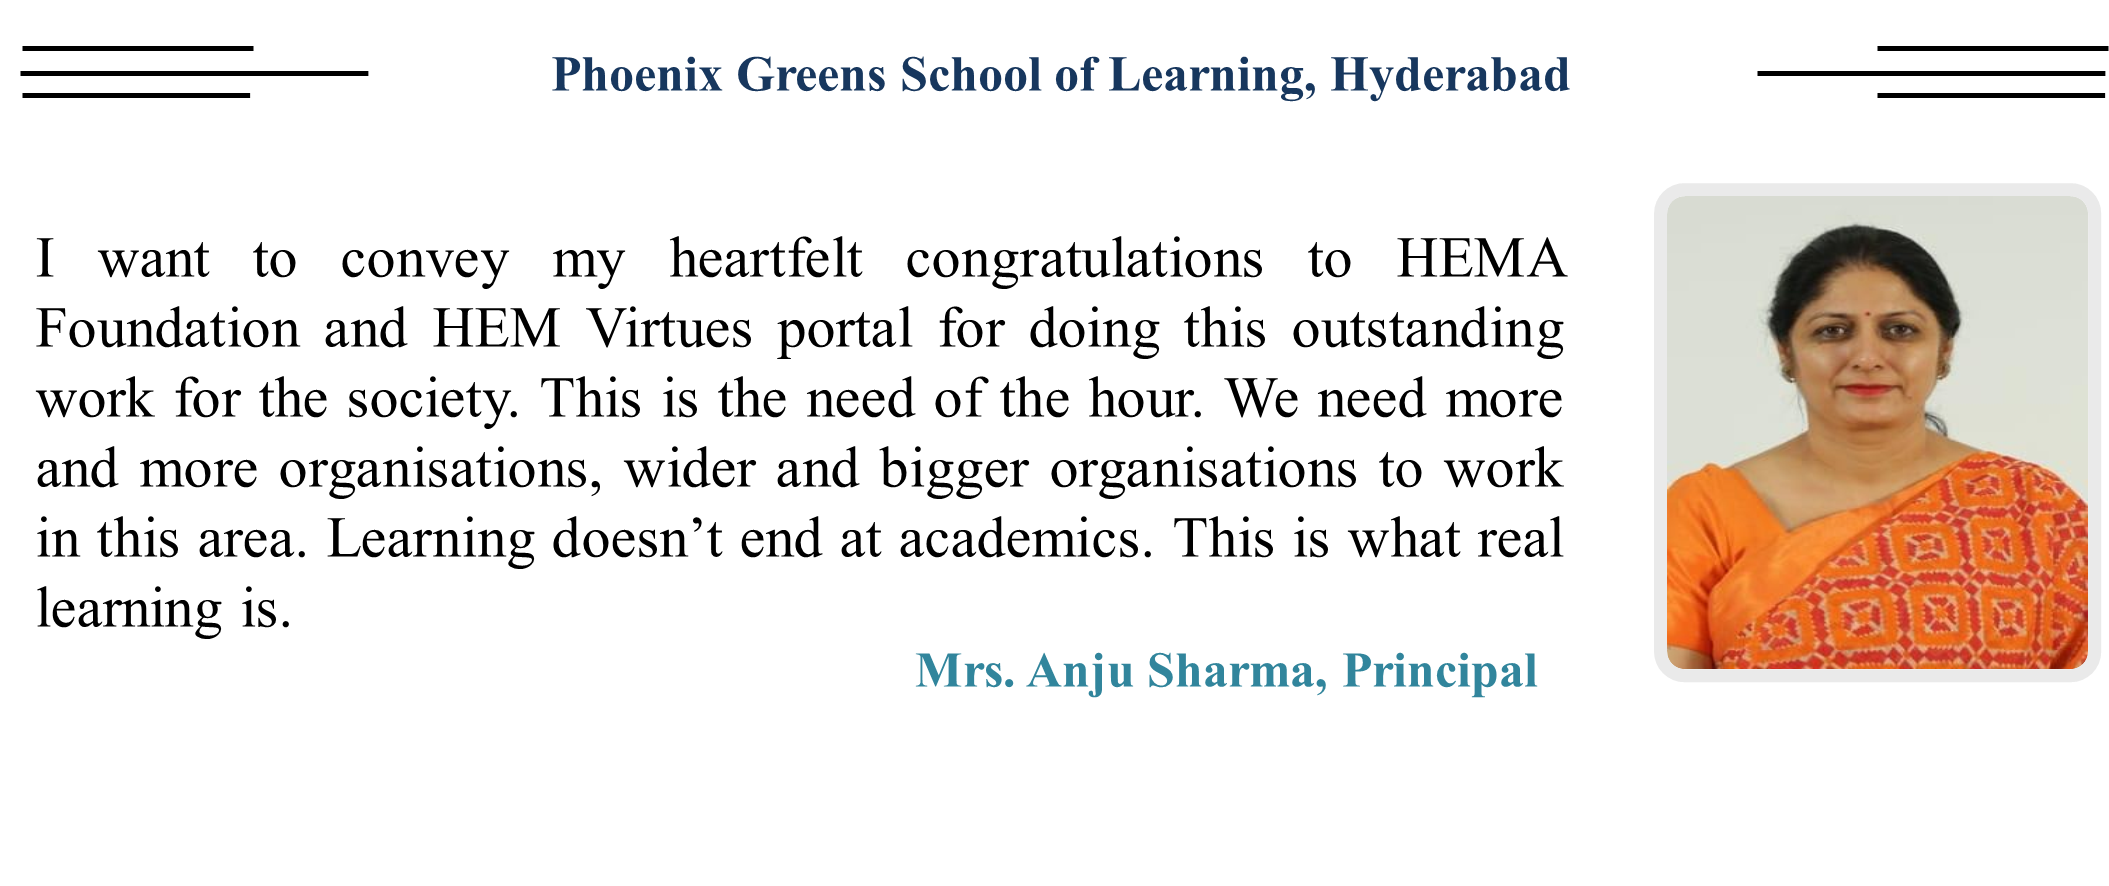 Phoenix Greens School of Learning, Hyderabad
I want to convey my heartfelt congratulations to HEMA
Foundation and HEM Virtues portal for doing this outstanding
work for the society. This is the need of the hour. We need more
and more organisations, wider and bigger organisations to work
in this area. Learning doesn’t end at academics. This is what real
learning is.
Mrs. Anju Sharma, Principal